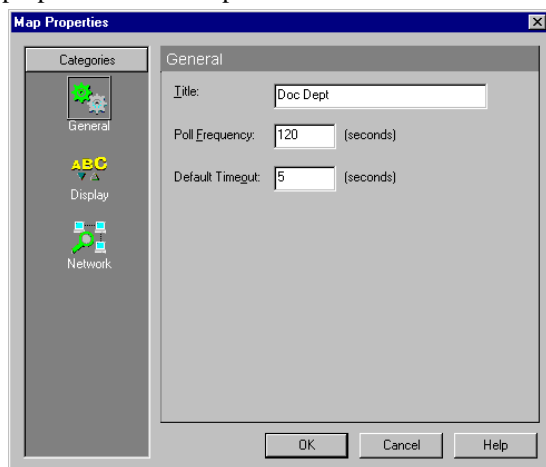 Map Properties
Categories
General
ABC
Display
Network
General
Title: Doc Dept
Poll Frequency: 120 (seconds)
Default Timeout: 5 (seconds)
OK Cancel Help